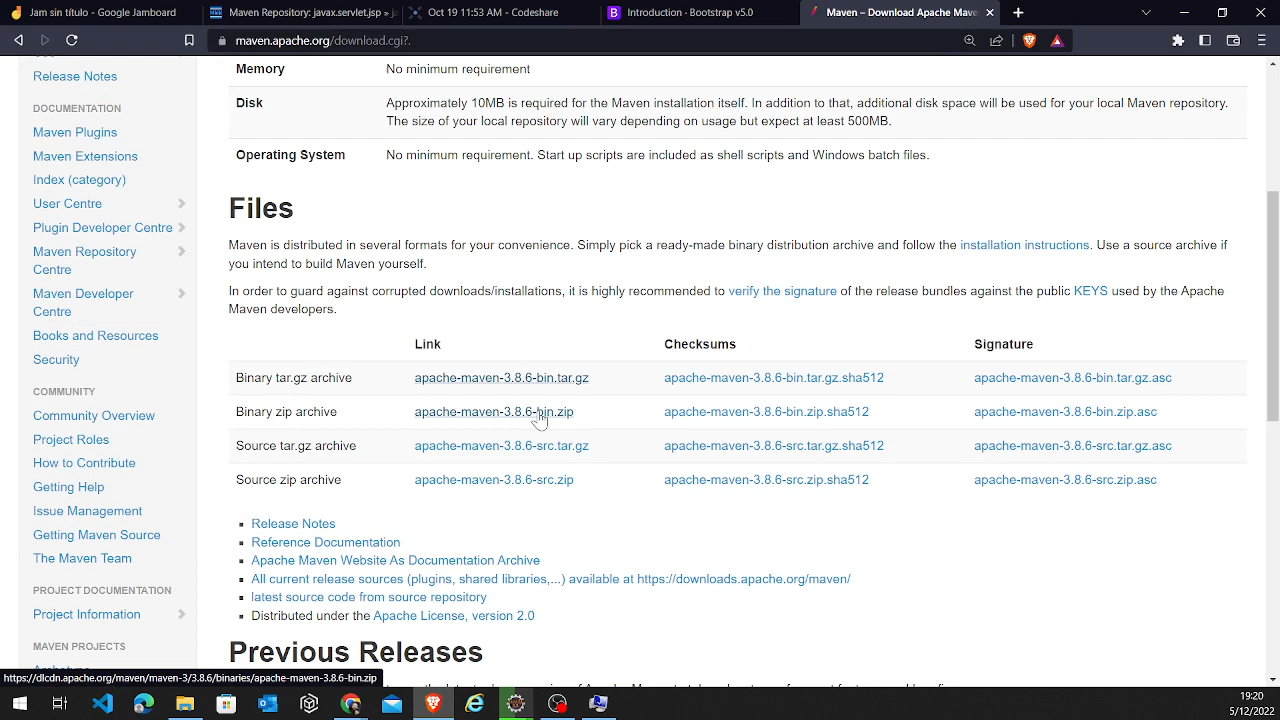 Jam sin título - Google Jamboard
Maven Repository: javax.servlet.jsp »
Oct 19 11:53 AM - Codeshare
Introduction · Bootstrap v5.0
Maven – Download Apache Mave
maven.apache.org/download.cgi?.
Release Notes
DOCUMENTATION
Maven Plugins
Maven Extensions
Index (category)
User Centre
Plugin Developer Centre
Maven Repository
Centre
Maven Developer
Centre
Books and Resources
Security
COMMUNITY
Community Overview
Project Roles
How to Contribute
Getting Help
Issue Management
Getting Maven Source
The Maven Team
PROJECT DOCUMENTATION
Project Information
MAVEN PROJECTS
Memory No minimum requirement
Disk Approximately 10MB is required for the Maven installation itself. In addition to that, additional disk space will be used for your local Maven repository.
The size of your local repository will vary depending on usage but expect at least 500MB.
Operating System No minimum requirement. Start up scripts are included as shell scripts and Windows batch files.
Files
Maven is distributed in several formats for your convenience. Simply pick a ready-made binary distribution archive and follow the installation instructions. Use a source archive if
you intend to build Maven yourself.
In order to guard against corrupted downloads/installations, it is highly recommended to verify the signature of the release bundles against the public KEYS used by the Apache
Maven developers.
Link Checksums Signature
Binary tar.gz archive apache-maven-3.8.6-bin.tar.gz apache-maven-3.8.6-bin.tar.gz.sha512 apache-maven-3.8.6-bin.tar.gz.asc
Binary zip archive apache-maven-3.8.6-bin.zip apache-maven-3.8.6-bin.zip.sha512 apache-maven-3.8.6-bin.zip.asc
Source tar.gz archive apache-maven-3.8.6-src.tar.gz apache-maven-3.8.6-src.tar.gz.sha512 apache-maven-3.8.6-src.tar.gz.asc
Source zip archive apache-maven-3.8.6-src.zip apache-maven-3.8.6-src.zip.sha512 apache-maven-3.8.6-src.zip.asc
Release Notes
Reference Documentation
Apache Maven Website As Documentation Archive
All current release sources (plugins, shared libraries,...) available at https://downloads.apache.org/maven/
latest source code from source repository
Distributed under the Apache License, version 2.0
Previous Releases
https://dlcdn.apache.org/maven/maven-3/3.8.6/binaries/apache-maven-3.8.6-bin.zip
19:20
5/12/2022